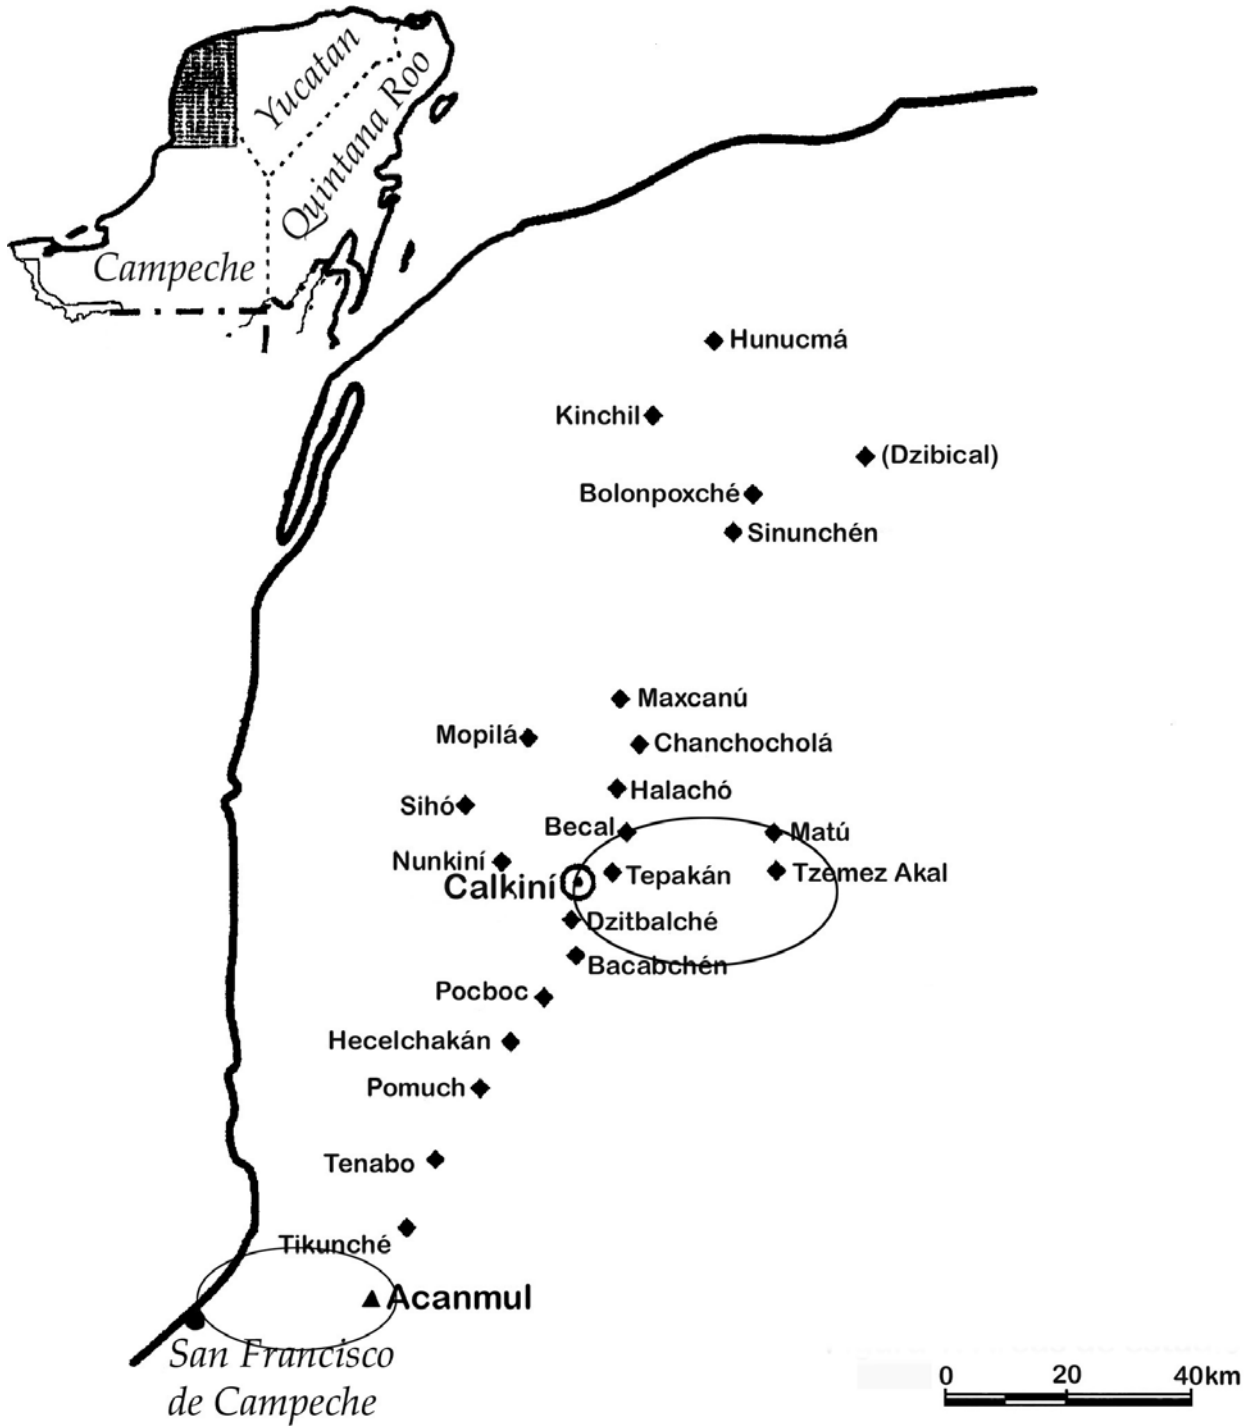 Yucatan
Quintana Roo
Campeche
Hunucmá
Kinchil
(Dzibical)
Bolonpoxché
Sinunchén
Maxcanú
Mopilá
Chanchocholá
Halachó
Sihó
Becal
Matú
Nunkiní
Tepakán
Tzemez Akal
Calkiní
Dzitbalché
Bacabchén
Pocboc
Hecelchakán
Pomuch
Tenabo
Tikunché
Acanmul
San Francisco
de Campeche
0 20 40km